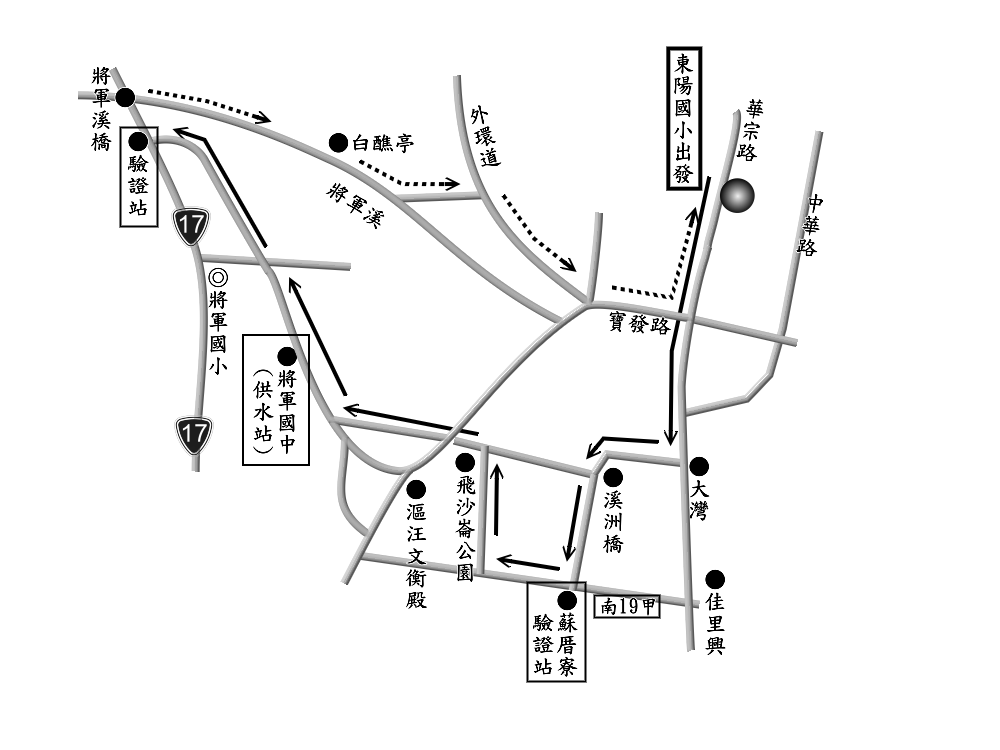 將軍溪橋
驗證站
17
將軍國小
17
白醮亭
將軍溪
外環道
東陽國小出發
華宗路
中華路
寶發路
將軍國中
（供水站）
漚汪文衡殿
飛沙崙公園
溪洲橋
大灣
蘇厝寮
驗證站
南19甲
佳里興